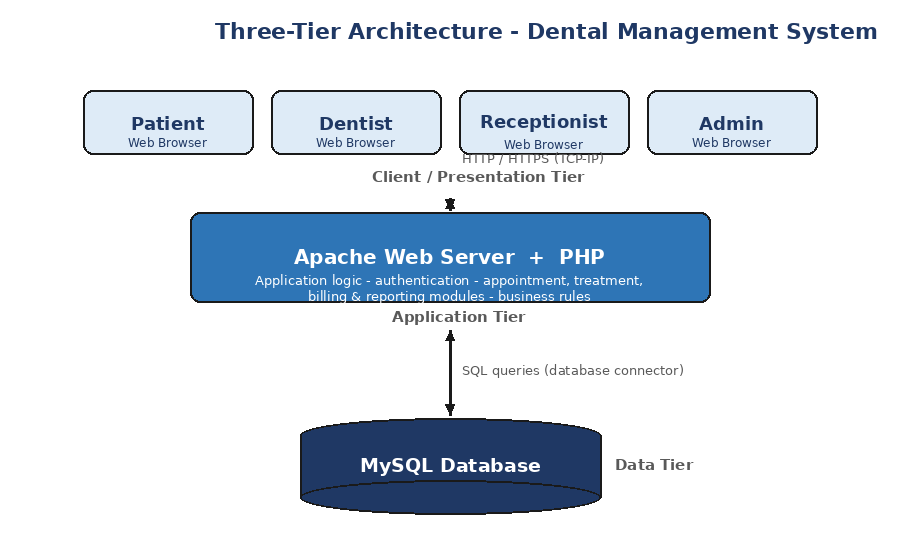 Three-Tier Architecture - Dental Management System
Patient
Web Browser
Dentist
Web Browser
Receptionist
Web Browser
Admin
Web Browser
HTTP / HTTPS (TCP-IP)
Client / Presentation Tier
Apache Web Server + PHP
Application logic - authentication - appointment, treatment,
billing & reporting modules - business rules
Application Tier
SQL queries (database connector)
MySQL Database
Data Tier